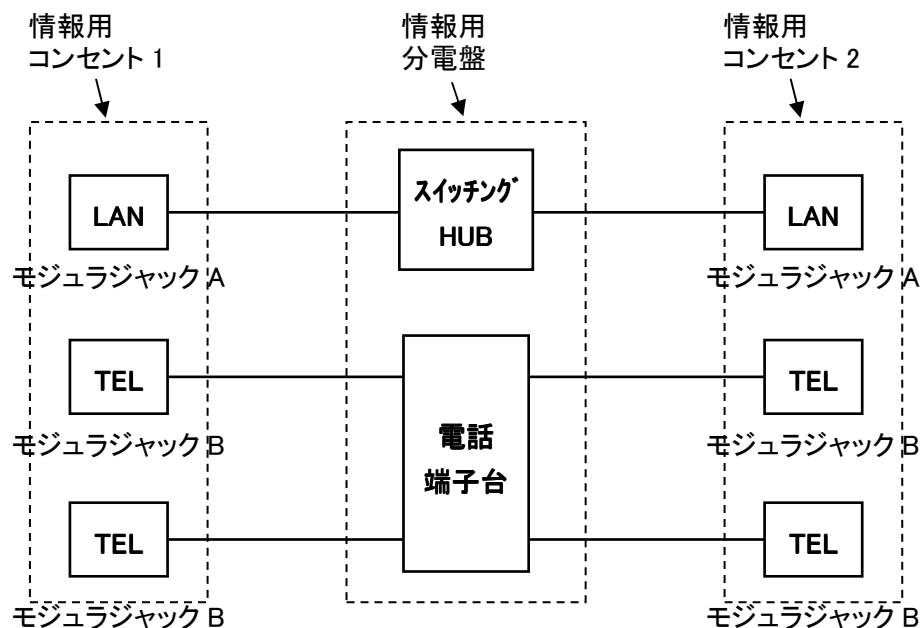 情報用
コンセント 1
情報用
分電盤
情報用
コンセント 2
LAN
モジュラジャック A
スイッチング
HUB
LAN
モジュラジャック A
TEL
モジュラジャック B
電話
端子台
TEL
モジュラジャック B
TEL
モジュラジャック B
TEL
モジュラジャック B